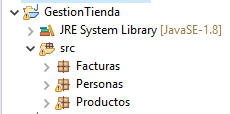 GestionTienda
JRE System Library [JavaSE-1.8]
src
Facturas
Personas
Productos